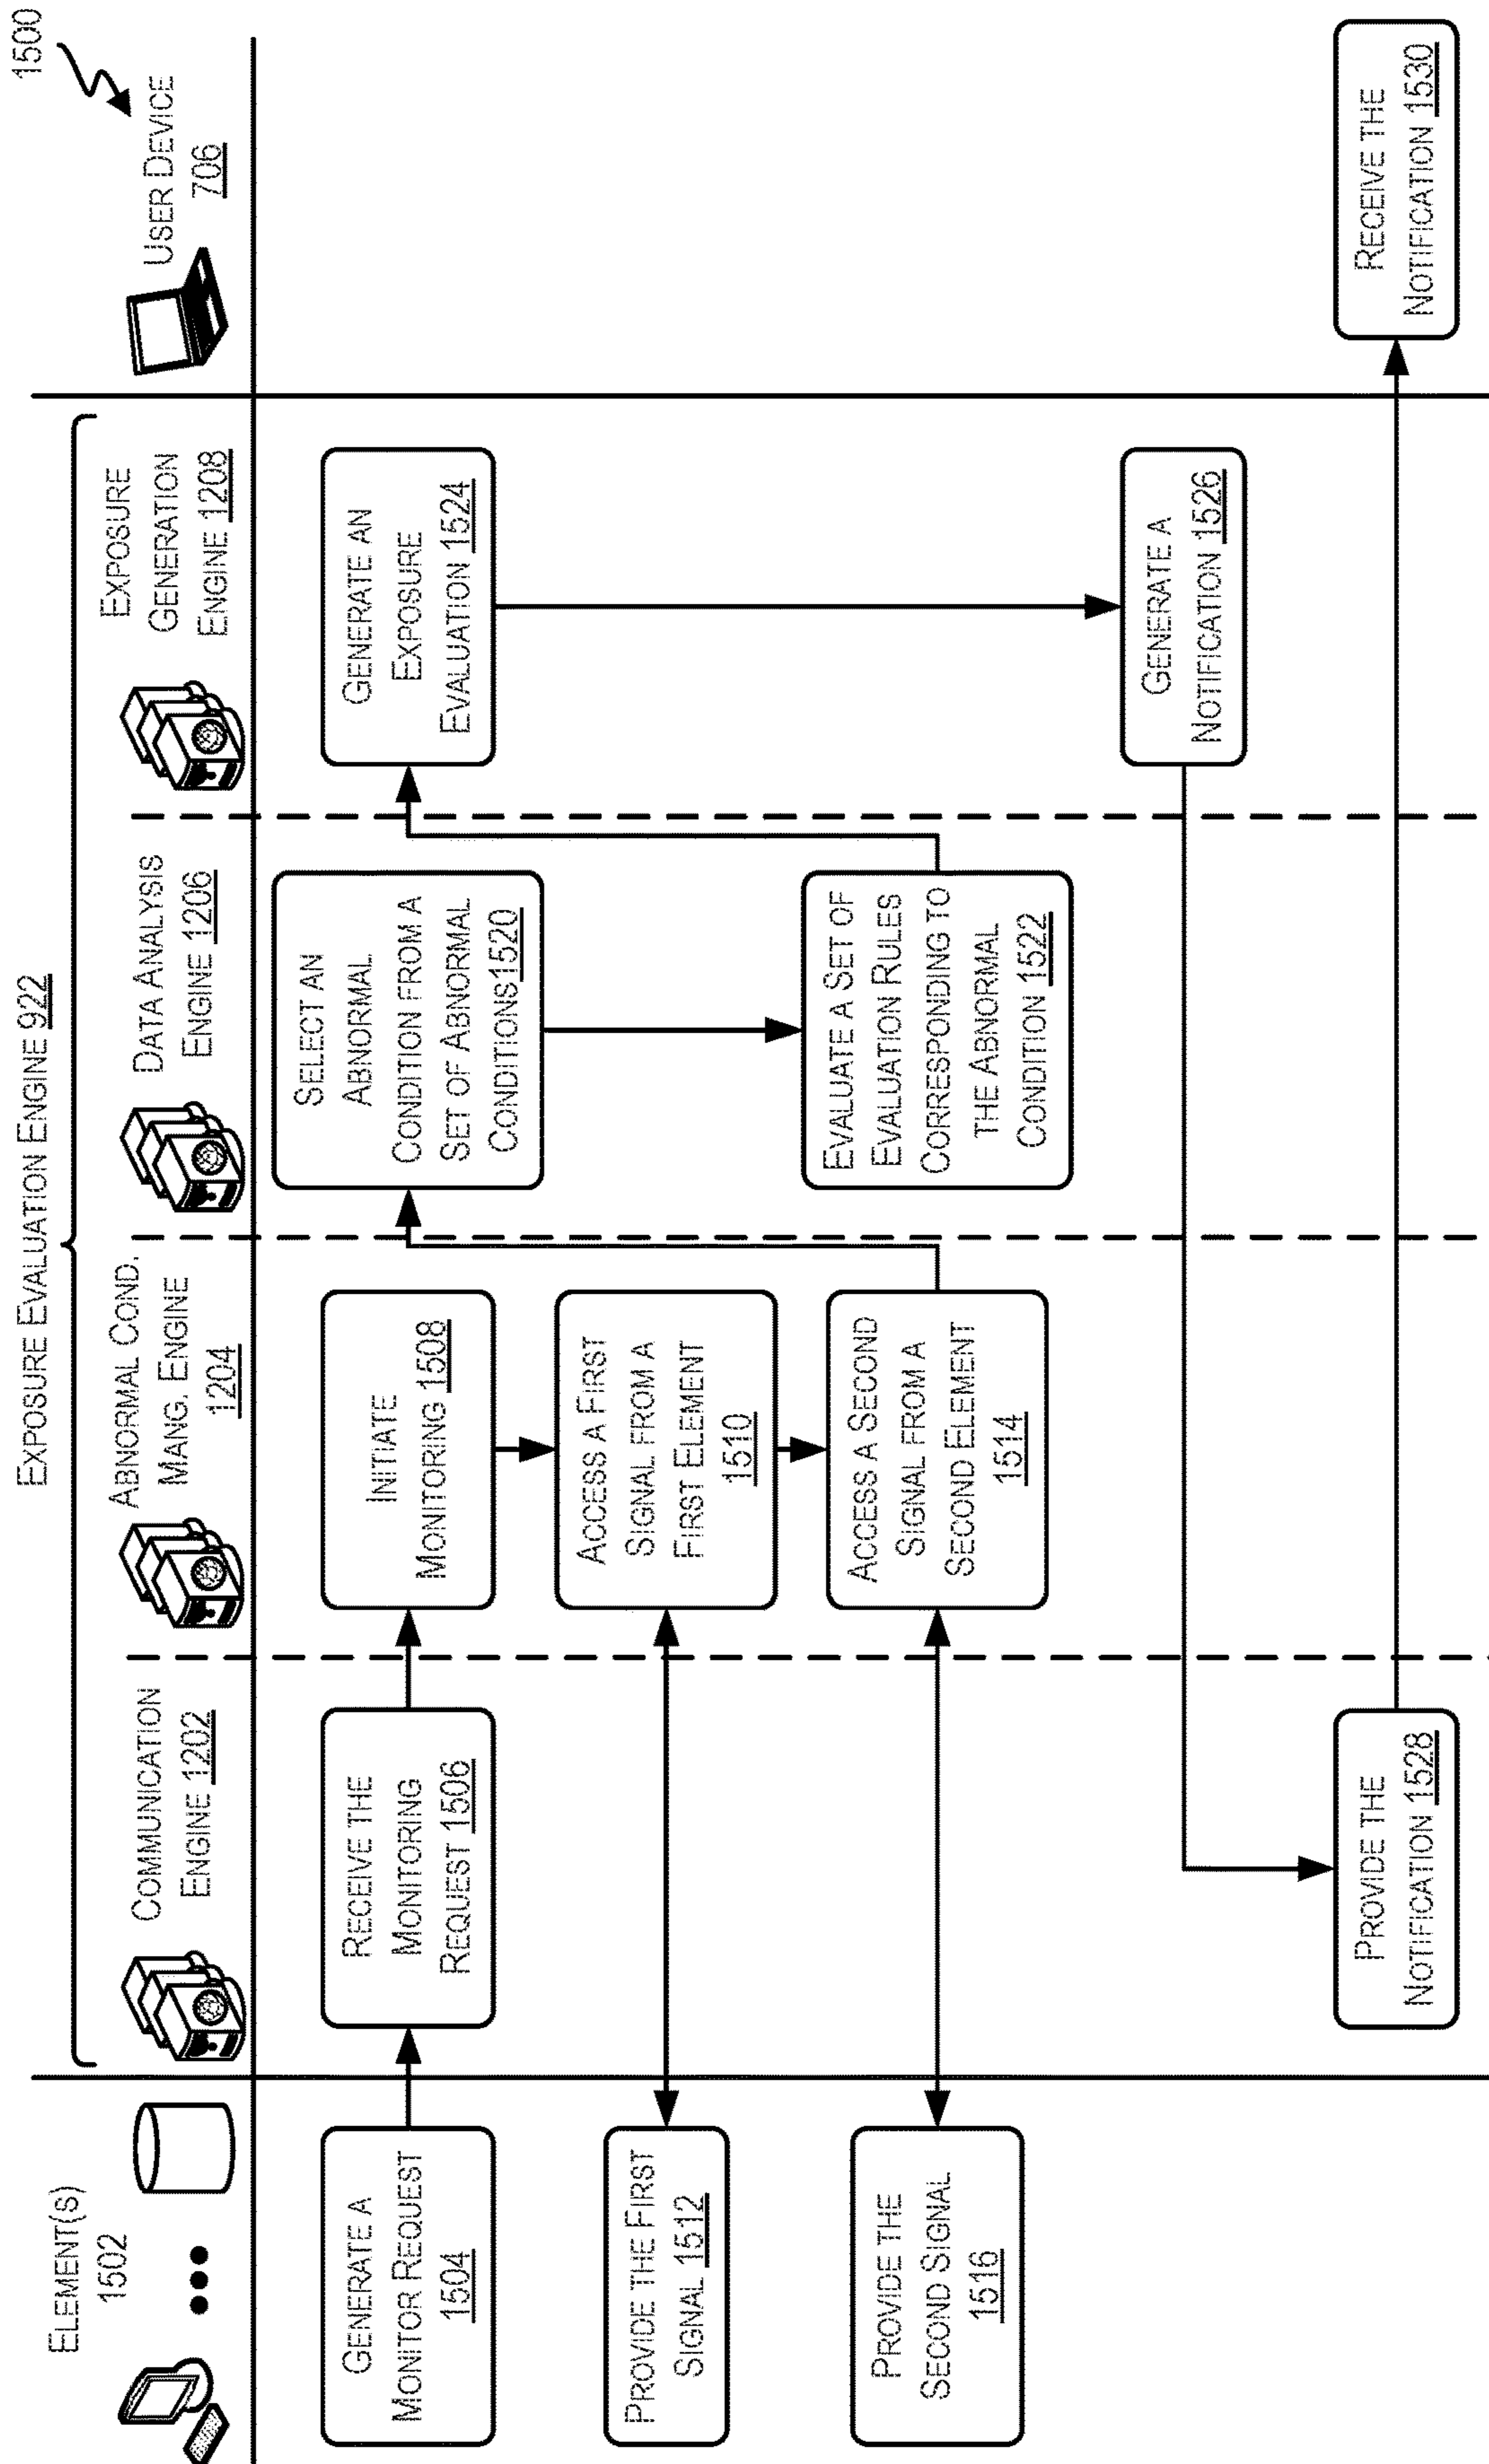 1500
EXPOSURE EVALUATION ENGINE 922
ELEMENT(S)
1502
COMMUNICATION
ENGINE 1202
ABNORMAL COND.
MANG. ENGINE
1204
DATA ANALYSIS
ENGINE 1206
EXPOSURE
GENERATION
ENGINE 1208
USER DEVICE
706
GENERATE A
MONITOR REQUEST
1504
RECEIVE THE
MONITORING
REQUEST 1506
INITIATE
MONITORING 1508
SELECT AN
ABNORMAL
CONDITION FROM A
SET OF ABNORMAL
CONDITIONS1520
GENERATE AN
EXPOSURE
EVALUATION 1524
PROVIDE THE FIRST
SIGNAL 1512
ACCESS A FIRST
SIGNAL FROM A
FIRST ELEMENT
1510
PROVIDE THE
SECOND SIGNAL
1516
ACCESS A SECOND
SIGNAL FROM A
SECOND ELEMENT
1514
EVALUATE A SET OF
EVALUATION RULES
CORRESPONDING TO
THE ABNORMAL
CONDITION 1522
GENERATE A
NOTIFICATION 1526
PROVIDE THE
NOTIFICATION 1528
RECEIVE THE
NOTIFICATION 1530